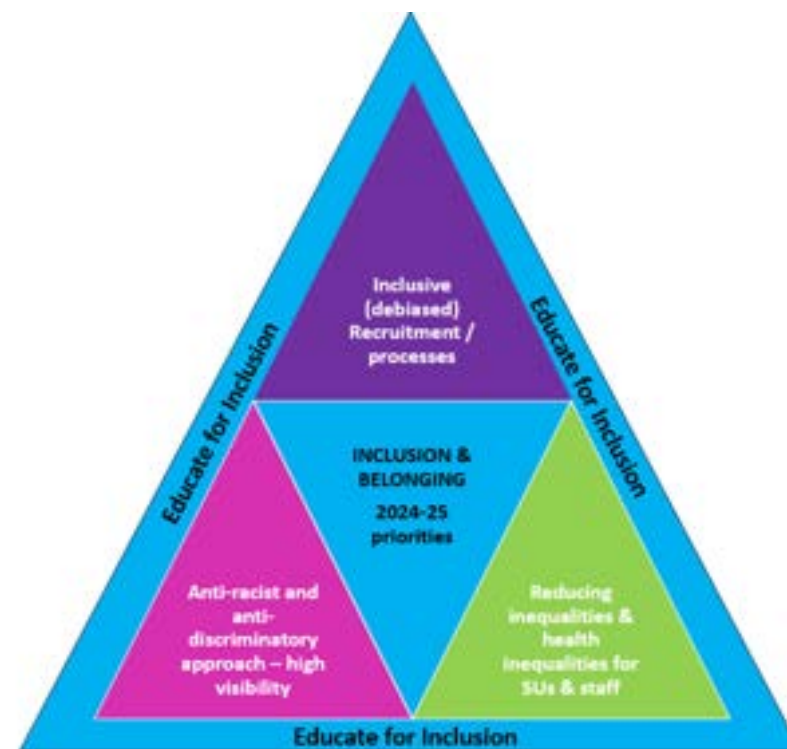 Inclusive
(debiased)
Recruitment /
processes
Educate for Inclusion
Educate for Inclusion
INCLUSION &
BELONGING
2024-25
priorities
Anti-racist and
anti-
discriminatory
approach – high
visibility
Reducing
inequalities &
health
inequalities for
SUs & staff
Educate for Inclusion